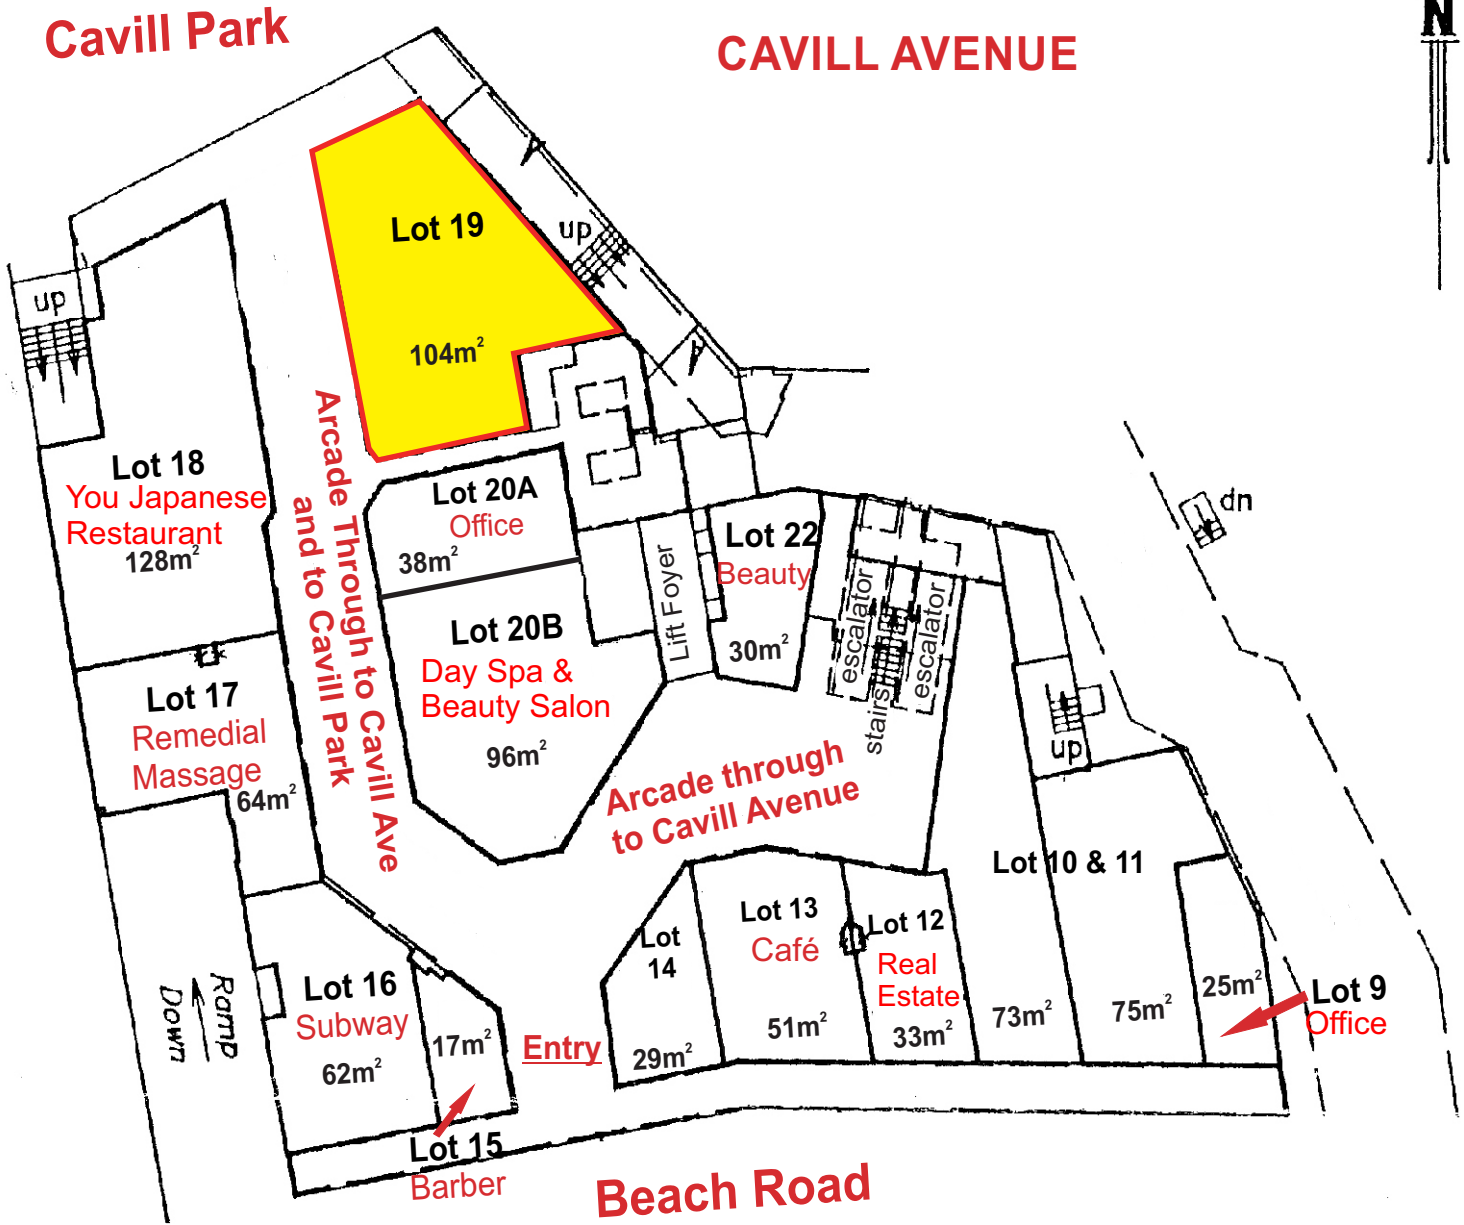 Cavill Park
CAVILL AVENUE
N
Lot 19
104m²
up
up
Lot 18
You Japanese
Restaurant
128m²
Arcade Through to Cavill Ave
and to Cavill Park
Lot 20A
Office
38m²
Lot 20B
Day Spa &
Beauty Salon
96m²
Lift Foyer
Lot 22
Beauty
30m²
escalator
stairs
escalator
dn
up
Lot 17
Remedial
Massage
64m²
Arcade through
to Cavill Avenue
Lot 10 & 11
73m²
75m²
Lot 16
Subway
62m²
17m²
Lot 15
Barber
Entry
Lot
14
29m²
Lot 13
Café
51m²
Lot 12
Real
Estate
33m²
25m²
Lot 9
Office
Ramp
Down
Beach Road